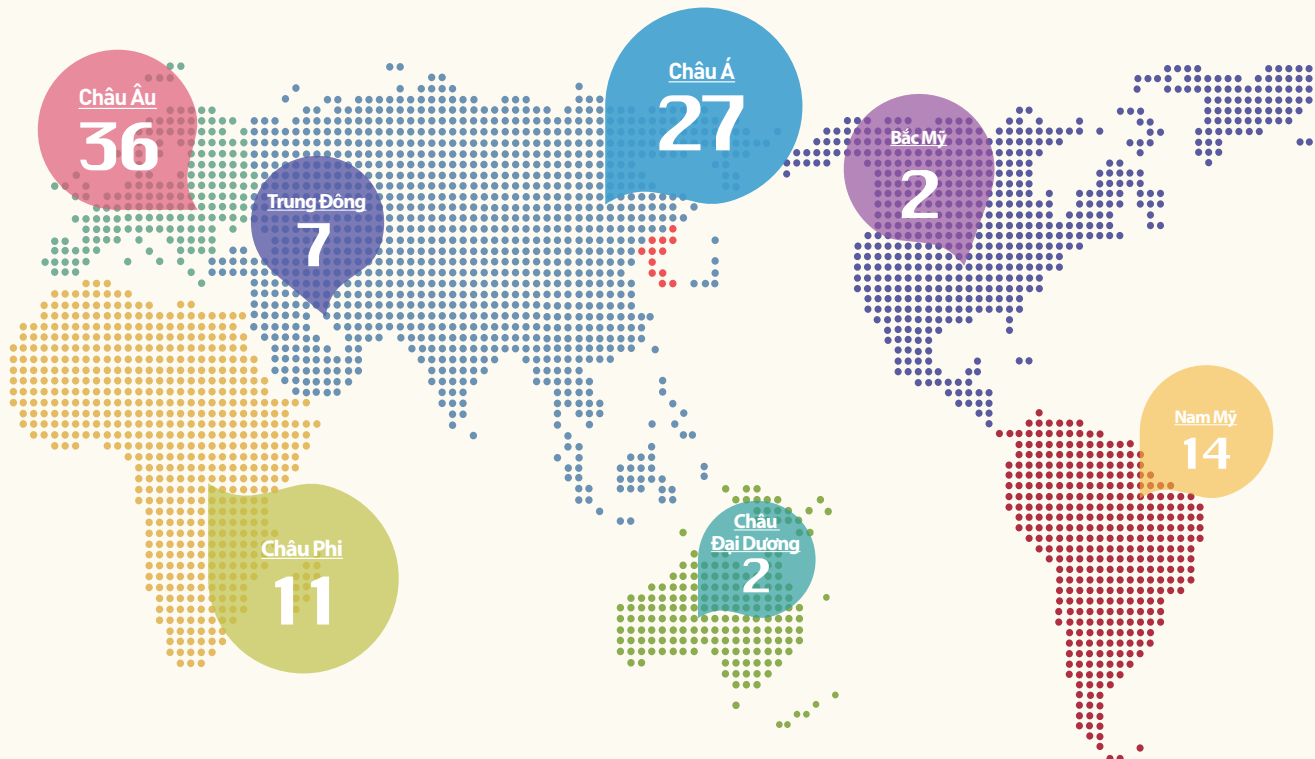 Châu Âu
36
Trung Đông
7
Châu Á
27
Bắc Mỹ
2
Nam Mỹ
14
Châu Phi
11
Châu
Đại Dương
2